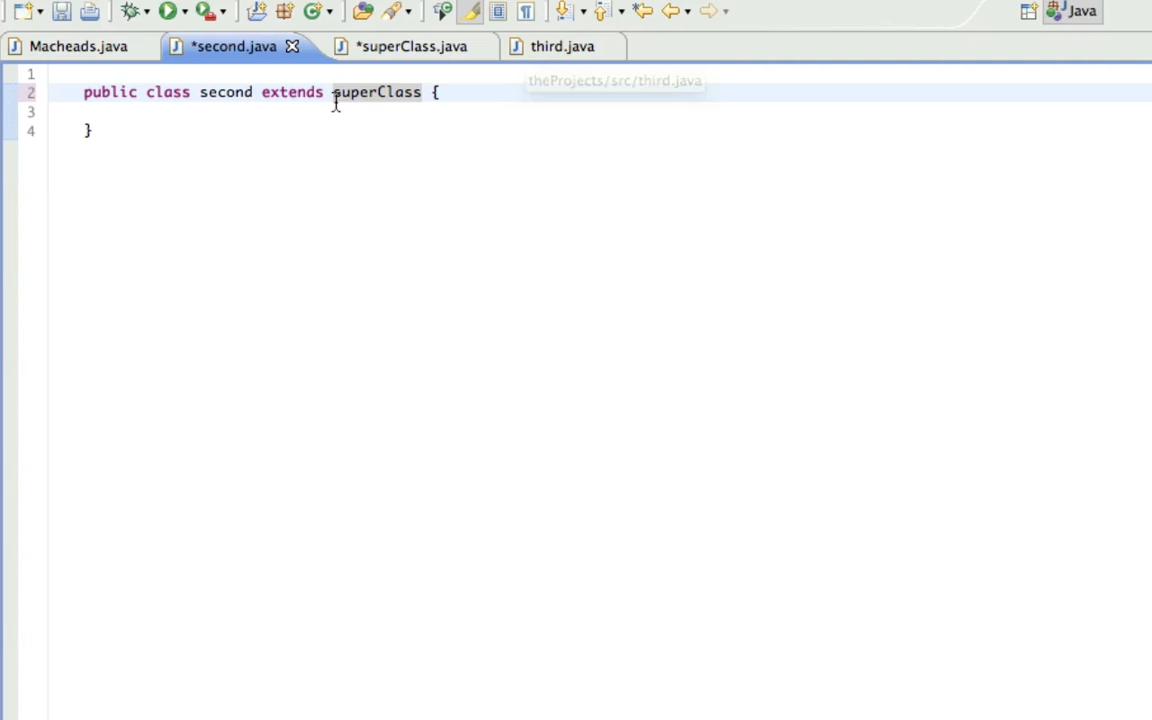 Java
Macheads.java
*second.java
*superClass.java
third.java
theProjects/src/third.java
1
2 public class second extends superClass {
3
4 }